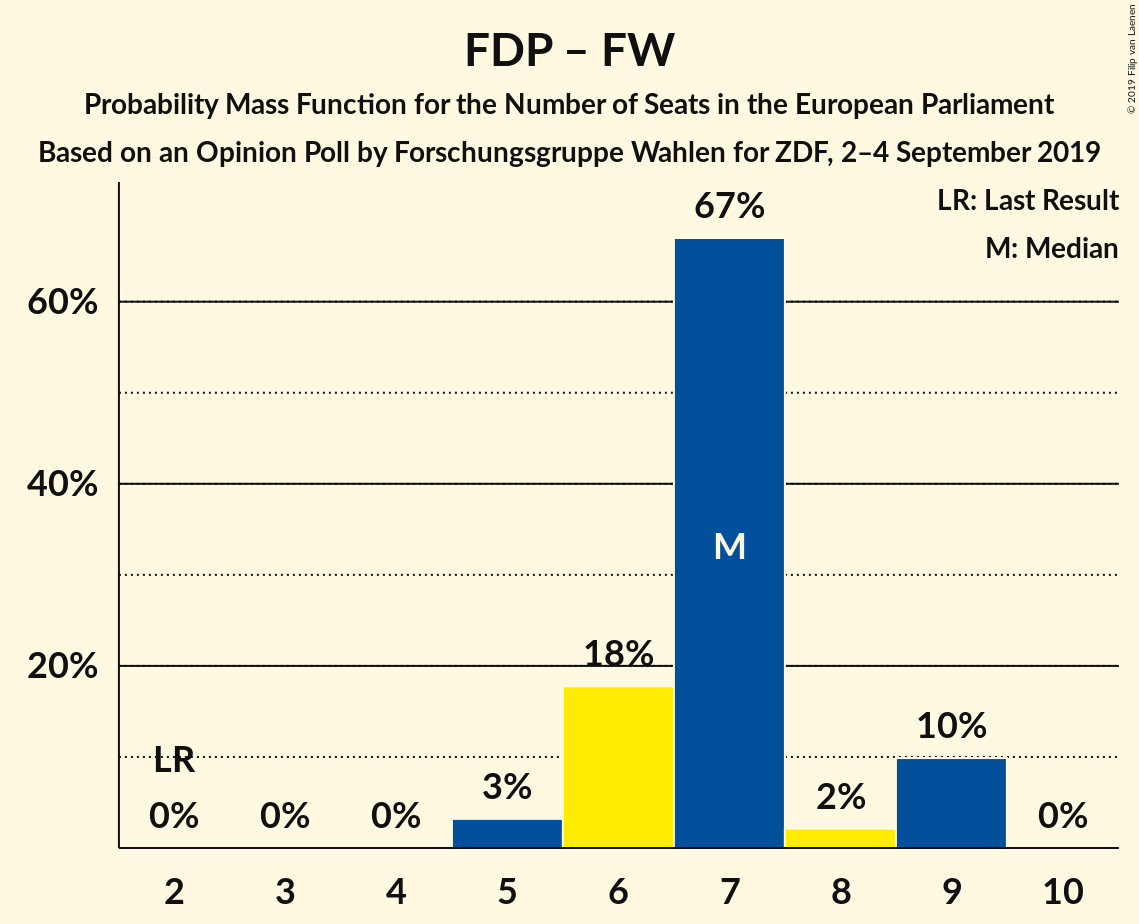 FDP – FW
Probability Mass Function for the Number of Seats in the European Parliament
Based on an Opinion Poll by Forschungsgruppe Wahlen for ZDF, 2–4 September 2019
© 2019 Filip van Laenen
LR: Last Result
M: Median
67%
60%
40%
M
18%
20%
10%
LR
3%
2%
0% 0% 0% 0%
2 3 4 5 6 7 8 9 10